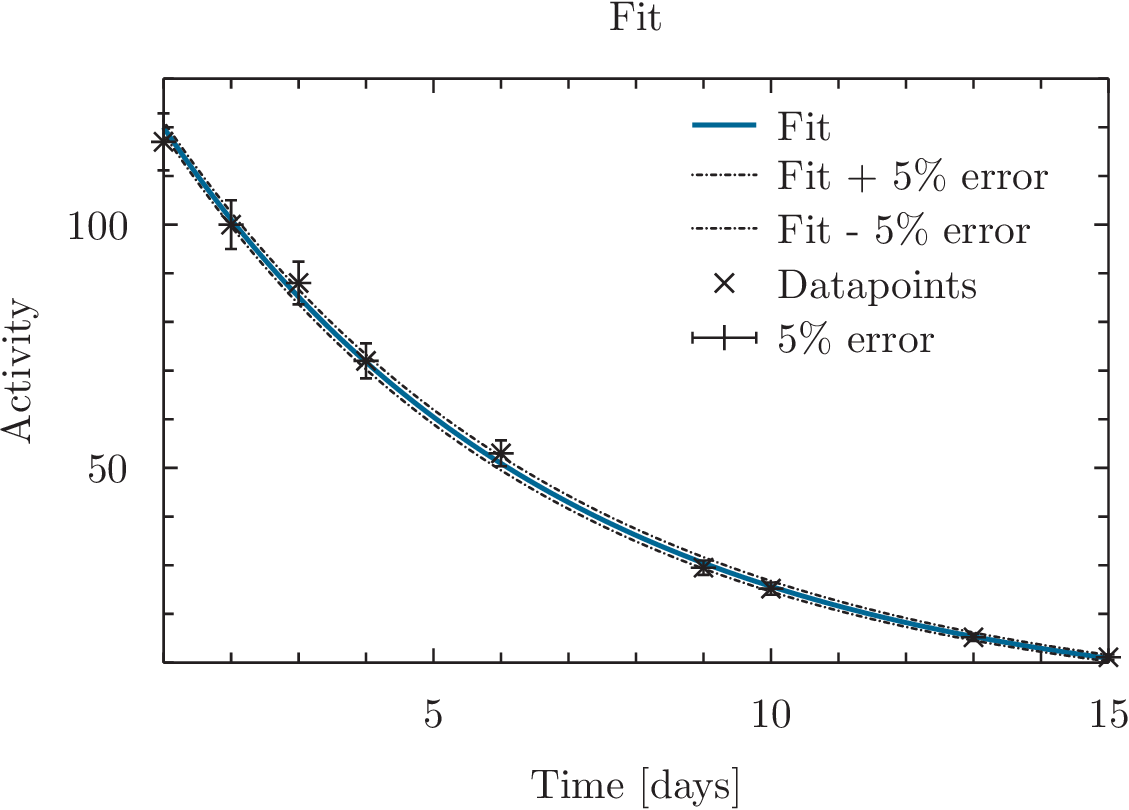 Fit
Fit
Fit + 5% error
Fit - 5% error
Datapoints
5% error
Activity
100
50
5
10
15
Time [days]